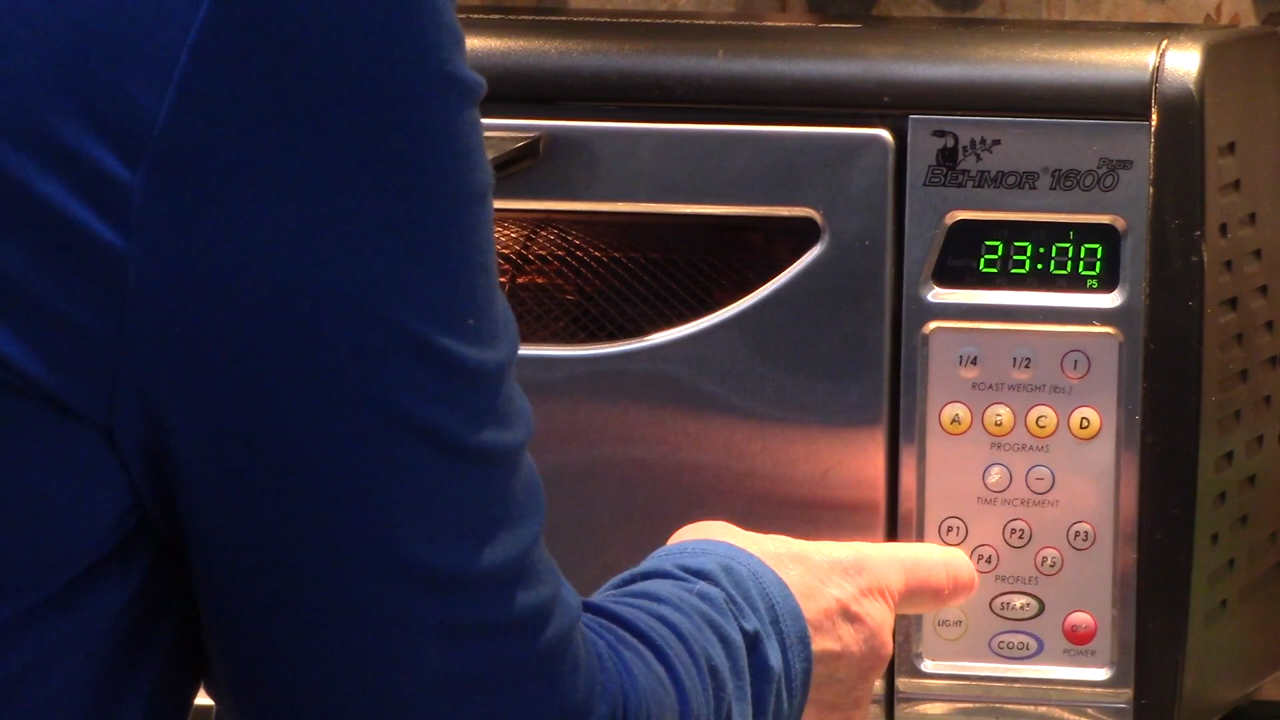 PLUS
BEHMOR® 1600
1
23:00
P5
1/4 1/2 1
ROAST WEIGHT (lbs.)
A B C D
PROGRAMS
+ −
TIME INCREMENT
P1 P2 P3
P4 P5
PROFILES
START
LIGHT
COOL
OFF
POWER